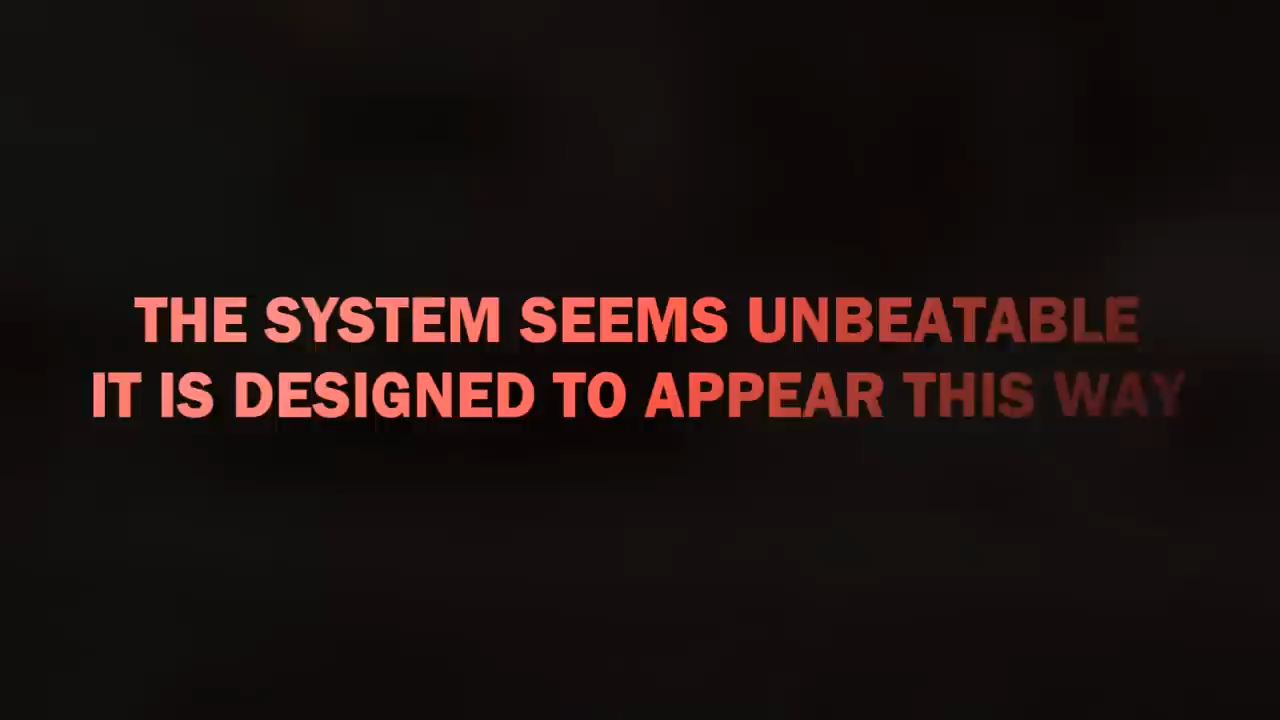 THE SYSTEM SEEMS UNBEATABLE
IT IS DESIGNED TO APPEAR THIS WAY